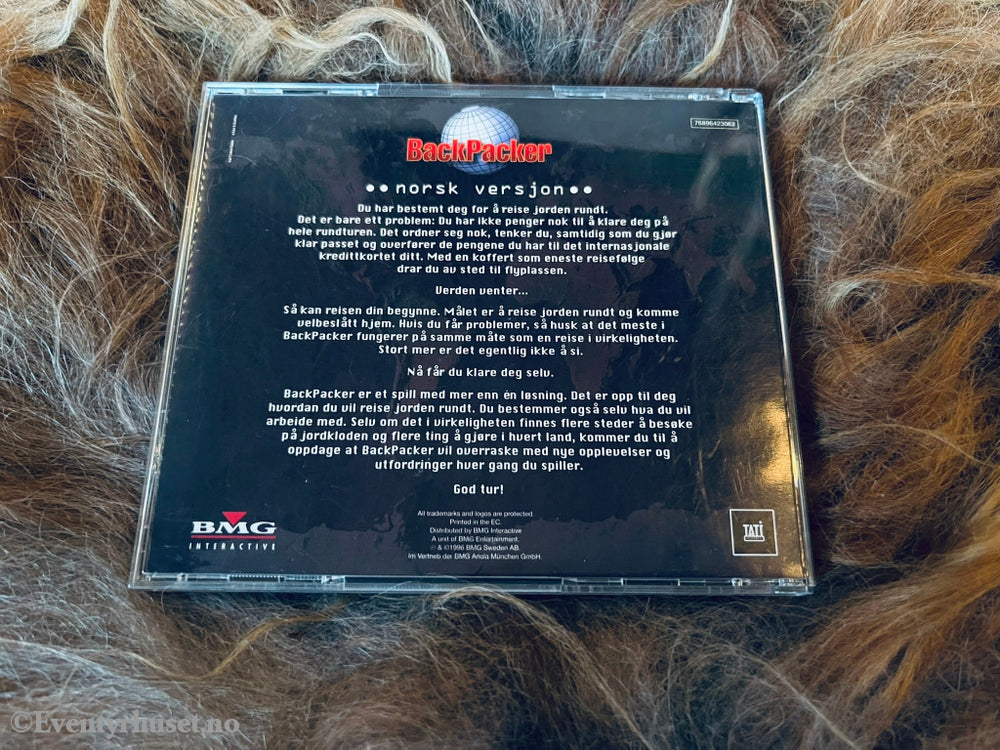 76896423063
BackPacker
●● norsk versjon ●●
Du har bestemt deg for å reise jorden rundt.
Det er bare ett problem: Du har ikke penger nok til å klare deg på
hele rundturen. Det ordner seg nok, tenker du, samtidig som du gjør
klar passet og overfører de pengene du har til det internasjonale
kredittkortet ditt. Med en koffert som eneste reisefølge
drar du av sted til flyplassen.
Verden venter...
Så kan reisen din begynne. Målet er å reise jorden rundt og komme
velbeslått hjem. Hvis du får problemer, så husk at det meste i
BackPacker fungerer på samme måte som en reise i virkeligheten.
Stort mer er det egentlig ikke å si.
Nå får du klare deg selv.
BackPacker er et spill med mer enn én løsning. Det er opp til deg
hvordan du vil reise jorden rundt. Du bestemmer også selv hva du vil
arbeide med. Selv om det i virkeligheten finnes flere steder å besøke
på jordkloden og flere ting å gjøre i hvert land, kommer du til å
oppdage at BackPacker vil overraske med nye opplevelser og
utfordringer hver gang du spiller.
God tur!
All trademarks and logos are protected.
Printed in the EC.
Distributed by BMG Interactive
A unit of BMG Entertainment.
℗ & ©1996 BMG Sweden AB.
Im Vertrieb der BMG Ariola München GmbH.
BMG
INTERACTIVE
TATI
©Eventyrhuset.no